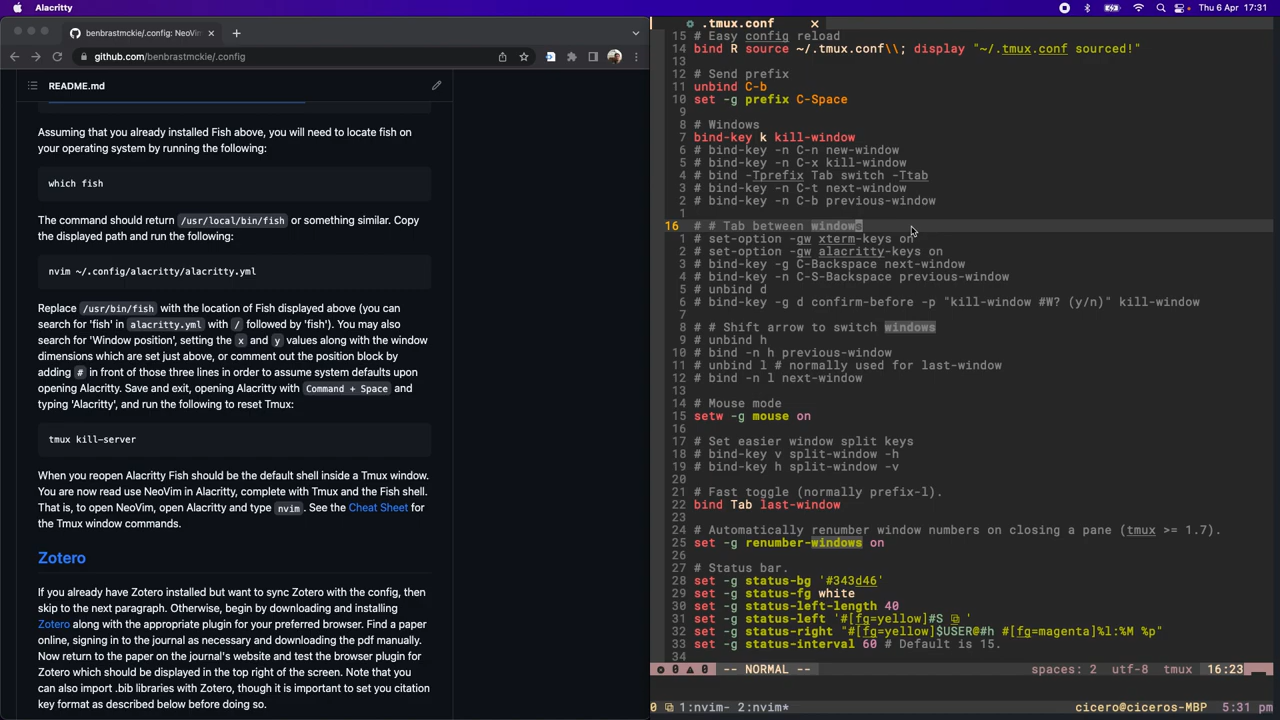 Alacritty
Thu 6 Apr 17:31
benbrastmckie/.config: NeoVi
github.com/benbrastmckie/.config
README.md
Assuming that you already installed Fish above, you will need to locate fish on
your operating system by running the following:
which fish
The command should return /usr/local/bin/fish or something similar. Copy
the displayed path and run the following:
nvim ~/.config/alacritty/alacritty.yml
Replace /usr/bin/fish with the location of Fish displayed above (you can
search for 'fish' in alacritty.yml with / followed by 'fish'). You may also
search for 'Window position', setting the x and y values along with the window
dimensions which are set just above, or comment out the position block by
adding # in front of those three lines in order to assume system defaults upon
opening Alacritty. Save and exit, opening Alacritty with Command + Space and
typing 'Alacritty', and run the following to reset Tmux:
tmux kill-server
When you reopen Alacritty Fish should be the default shell inside a Tmux window.
You are now read use NeoVim in Alacritty, complete with Tmux and the Fish shell.
That is, to open NeoVim, open Alacritty and type nvim. See the Cheat Sheet for
the Tmux window commands.
Zotero
If you already have Zotero installed but want to sync Zotero with the config, then
skip to the next paragraph. Otherwise, begin by downloading and installing
Zotero along with the appropriate plugin for your preferred browser. Find a paper
online, signing in to the journal as necessary and downloading the pdf manually.
Now return to the paper on the journal's website and test the browser plugin for
Zotero which should be displayed in the top right of the screen. Note that you
can also import .bib libraries with Zotero, though it is important to set you citation
key format as described below before doing so.
.tmux.conf
15 # Easy config reload
14 bind R source ~/.tmux.conf\\; display "~/.tmux.conf sourced!"
13
12 # Send prefix
11 unbind C-b
10 set -g prefix C-Space
9
8 # Windows
7 bind-key k kill-window
6 # bind-key -n C-n new-window
5 # bind-key -n C-x kill-window
4 # bind -Tprefix Tab switch -Ttab
3 # bind-key -n C-t next-window
2 # bind-key -n C-b previous-window
1
16 # # Tab between windows
1 # set-option -gw xterm-keys on
2 # set-option -gw alacritty-keys on
3 # bind-key -g C-Backspace next-window
4 # bind-key -n C-S-Backspace previous-window
5 # unbind d
6 # bind-key -g d confirm-before -p "kill-window #W? (y/n)" kill-window
7
8 # # Shift arrow to switch windows
9 # unbind h
10 # bind -n h previous-window
11 # unbind l # normally used for last-window
12 # bind -n l next-window
13
14 # Mouse mode
15 setw -g mouse on
16
17 # Set easier window split keys
18 # bind-key v split-window -h
19 # bind-key h split-window -v
20
21 # Fast toggle (normally prefix-l).
22 bind Tab last-window
23
24 # Automatically renumber window numbers on closing a pane (tmux >= 1.7).
25 set -g renumber-windows on
26
27 # Status bar.
28 set -g status-bg '#343d46'
29 set -g status-fg white
30 set -g status-left-length 40
31 set -g status-left '#[fg=yellow]#S '
32 set -g status-right "#[fg=yellow]$USER@#h #[fg=magenta]%l:%M %p"
33 set -g status-interval 60 # Default is 15.
34
0 0 -- NORMAL -- spaces: 2 utf-8 tmux 16:23
0 1:nvim- 2:nvim* cicero@ciceros-MBP 5:31 pm